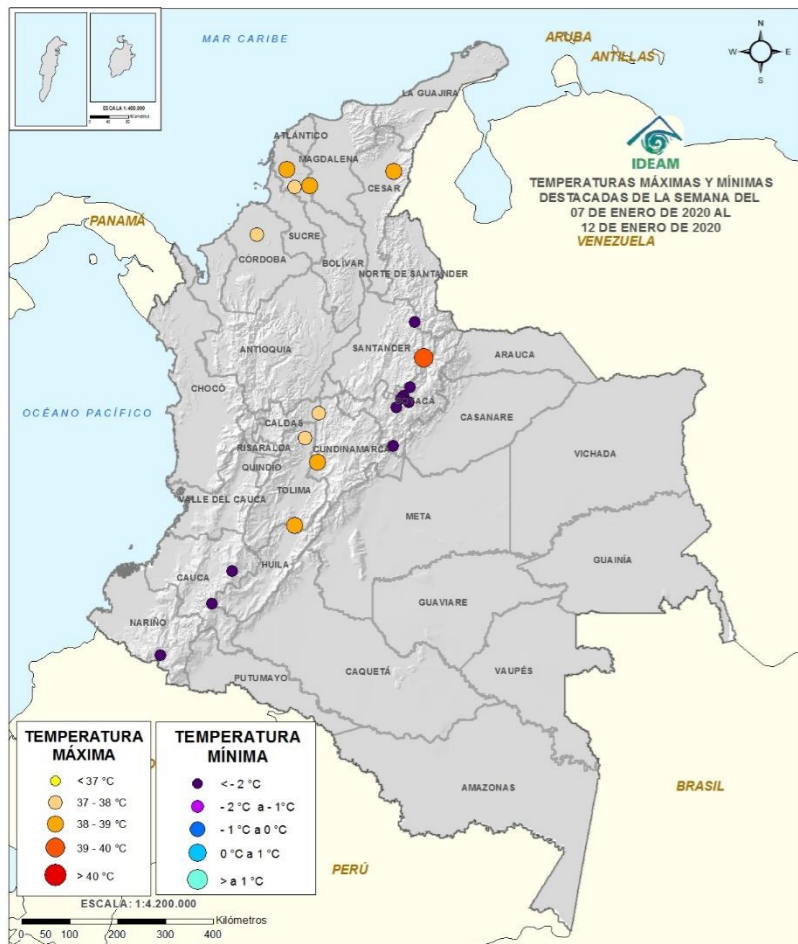 MAR CARIBE
ARUBA
ANTILLAS
N
W
E
S
ESCALA 1:400.000
Kilómetros
LA GUAJIRA
ATLÁNTICO
MAGDALENA
CESAR
IDEAM
TEMPERATURAS MÁXIMAS Y MÍNIMAS
DESTACADAS DE LA SEMANA DEL
07 DE ENERO DE 2020 AL
12 DE ENERO DE 2020
VENEZUELA
PANAMÁ
SUCRE
CÓRDOBA
BOLÍVAR
NORTE DE SANTANDER
ANTIOQUIA
SANTANDER
ARAUCA
CHOCÓ
OCÉANO PACÍFICO
CASANARE
CALDAS
RISARALDA
CUNDINAMARCA
QUINDÍO
VICHADA
TOLIMA
VALLE DEL CAUCA
META
GUAINÍA
HUILA
CAUCA
GUAVIARE
NARIÑO
CAQUETÁ
VAUPÉS
PUTUMAYO
AMAZONAS
BRASIL
PERÚ
TEMPERATURA
MÁXIMA
< 37 °C
37 - 38 °C
38 - 39 °C
39 - 40 °C
> 40 °C
TEMPERATURA
MÍNIMA
< - 2 °C
- 2 °C a - 1°C
- 1 °C a 0 °C
0 °C a 1 °C
> a 1 °C
ESCALA: 1:4.200.000
Kilómetros
0 50 100 200 300 400